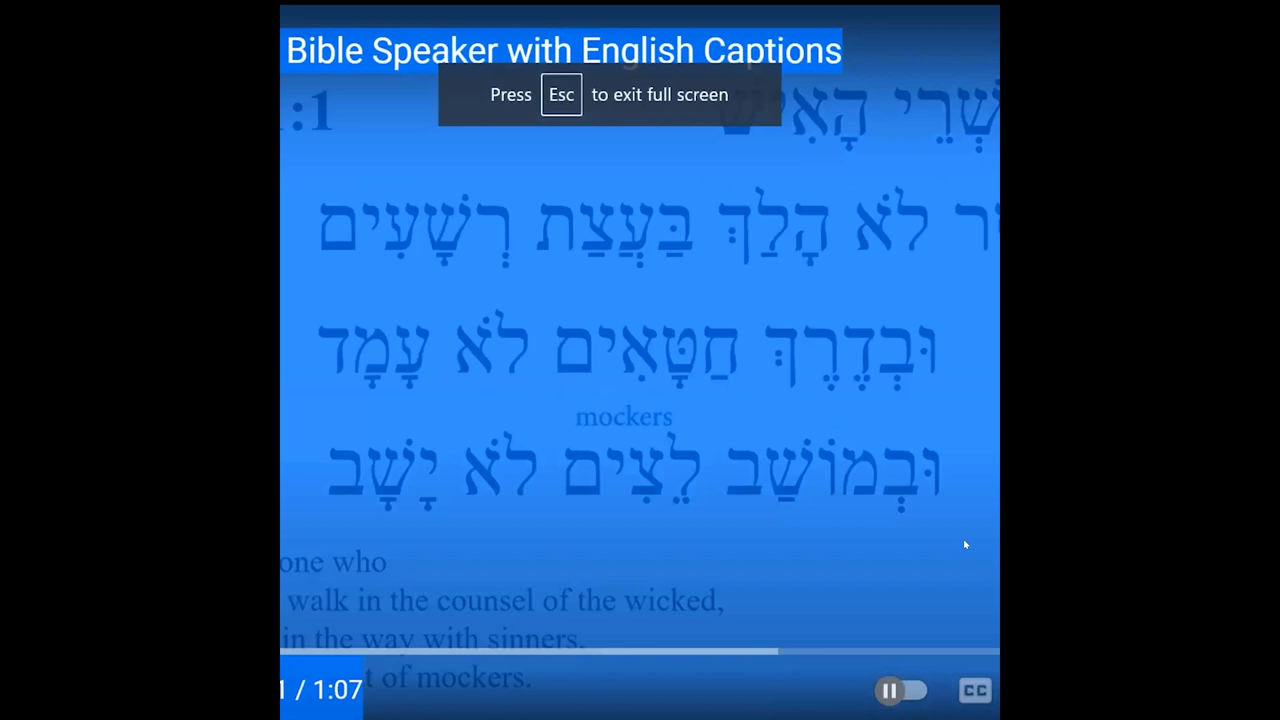 Bible Speaker with English Captions
Press Esc to exit full screen
:1
הָאִישׁ
לֹא הָלַךְ בַּעֲצַת רְשָׁעִים
וּבְדֶרֶךְ חַטָּאִים לֹא עָמָד
mockers
וּבְמוֹשַׁב לֵצִים לֹא יָשָׁב
one who
walk in the counsel of the wicked,
in the way with sinners,
of mockers.
/ 1:07
CC